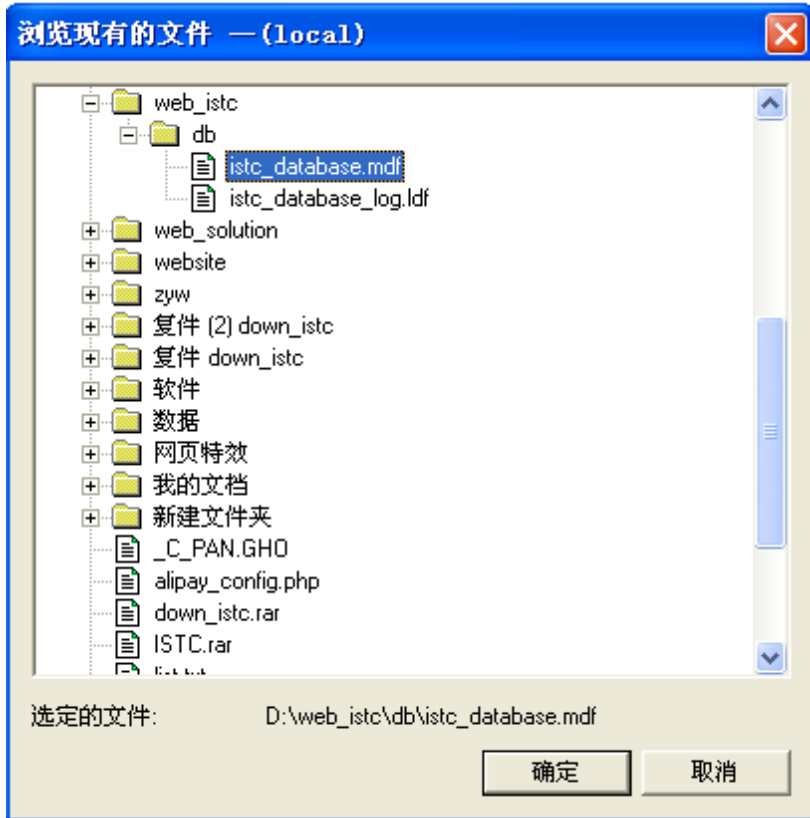 浏览现有的文件 —(local)
web_istc
db
istc_database.mdf
istc_database_log.ldf
web_solution
website
zyw
复件 (2) down_istc
复件 down_istc
软件
数据
网页特效
我的文档
新建文件夹
_C_PAN.GHO
alipay_config.php
down_istc.rar
ISTC.rar
选定的文件: D:\web_istc\db\istc_database.mdf
确定 取消